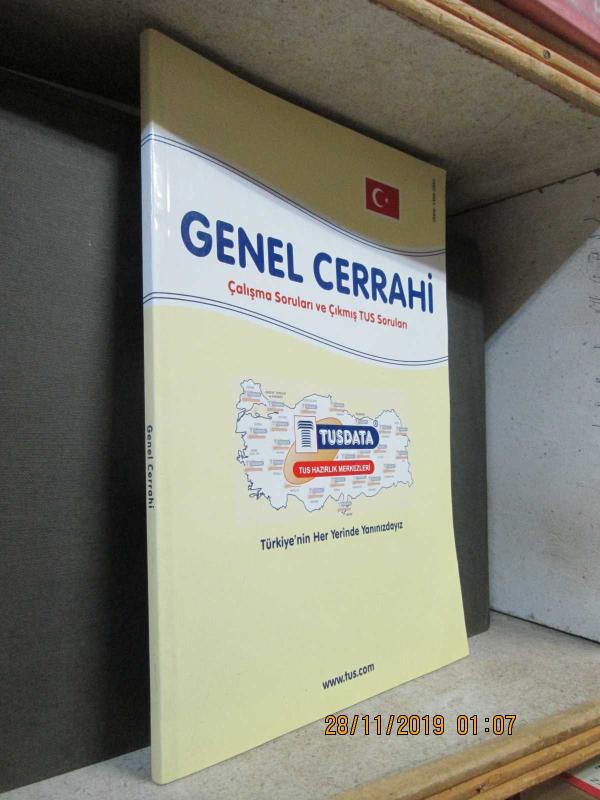 GENEL CERRAHİ
Çalışma Soruları ve Çıkmış TUS Soruları
TUSDATA
TUS HAZIRLIK MERKEZLERİ
Türkiye'nin Her Yerinde Yanınızdayız
www.tus.com
Genel Cerrahi
28/11/2019 01:07